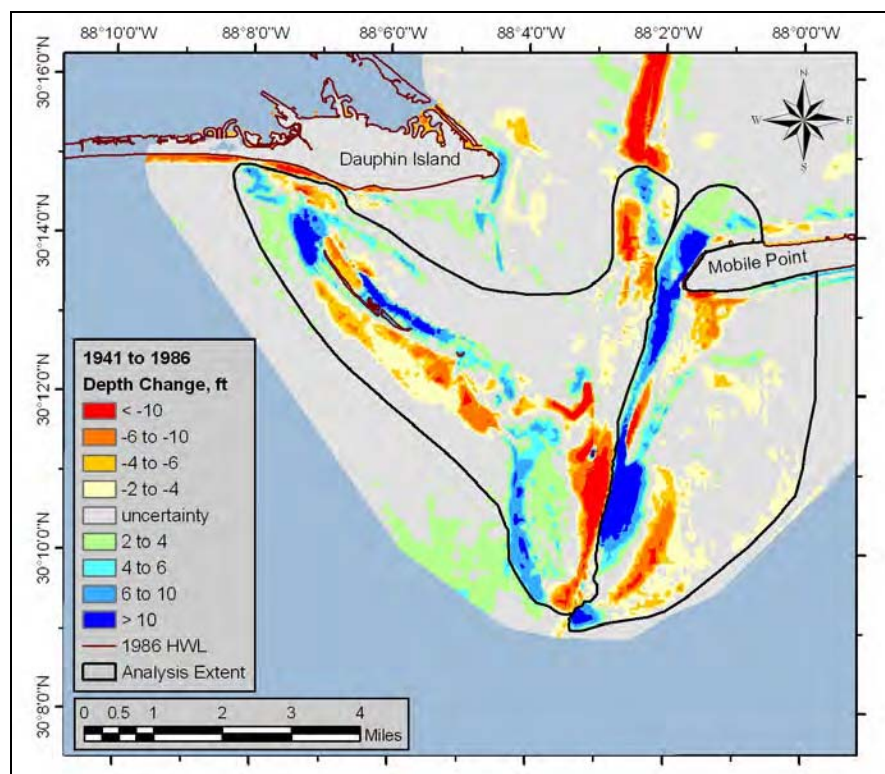 88°10'0"W 88°8'0"W 88°6'0"W 88°4'0"W 88°2'0"W 88°0'0"W
30°16'0"N
30°14'0"N
30°12'0"N
30°10'0"N
30°8'0"N
N
W E
S
Dauphin Island
Mobile Point
1941 to 1986
Depth Change, ft
< -10
-6 to -10
-4 to -6
-2 to -4
uncertainty
2 to 4
4 to 6
6 to 10
> 10
1986 HWL
Analysis Extent
0 0.5 1 2 3 4
Miles